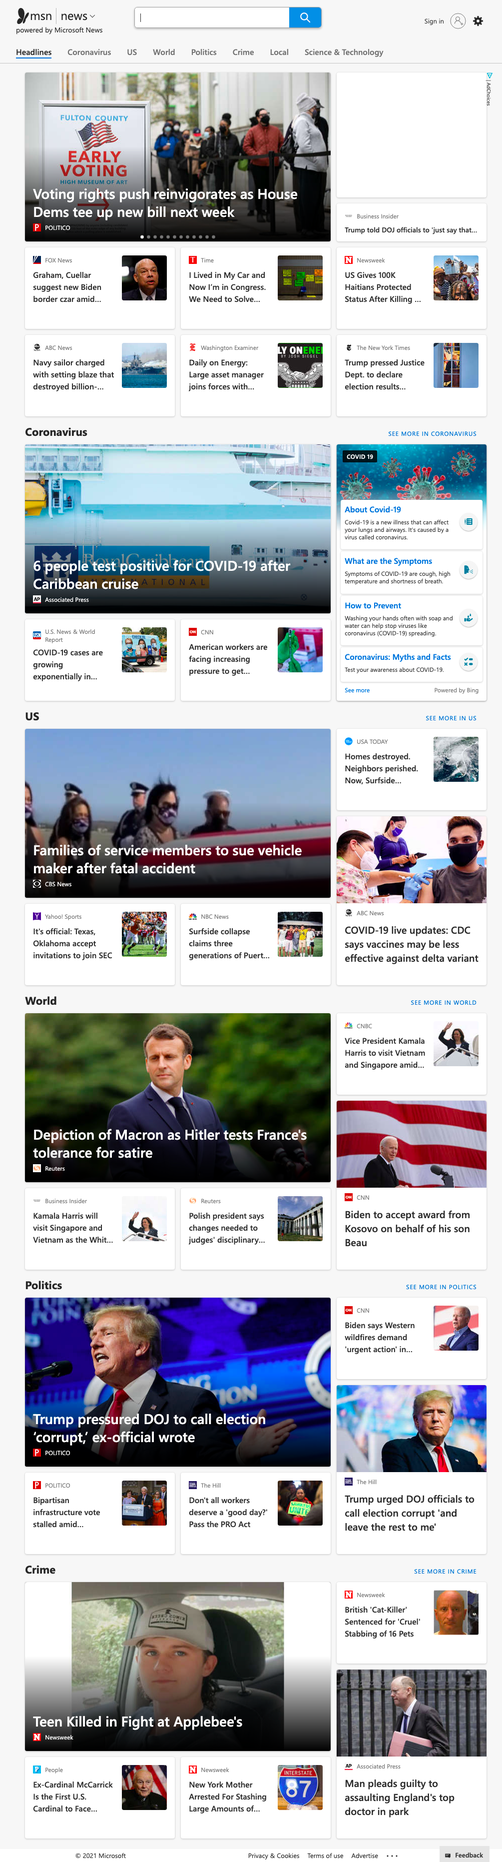 msn news
powered by Microsoft News
Sign in
Headlines Coronavirus US World Politics Crime Local Science & Technology
FULTON COUNTY
EARLY
VOTING
HIGH MUSEUM OF ART
Voting rights push reinvigorates as House
Dems tee up new bill next week
POLITICO
AdChoices
Business Insider
Trump told DOJ officials to 'just say that...
FOX News
Graham, Cuellar
suggest new Biden
border czar amid...
Time
I Lived in My Car and
Now I'm in Congress.
We Need to Solve...
Newsweek
US Gives 100K
Haitians Protected
Status After Killing ...
ABC News
Navy sailor charged
with setting blaze that
destroyed billion-...
Washington Examiner
Daily on Energy:
Large asset manager
joins forces with...
The New York Times
Trump pressed Justice
Dept. to declare
election results...
Coronavirus
SEE MORE IN CORONAVIRUS
6 people test positive for COVID-19 after
Caribbean cruise
Associated Press
COVID 19
About Covid-19
Covid-19 is a new illness that can affect
your lungs and airways. It's caused by a
virus called coronavirus.
What are the Symptoms
Symptoms of COVID-19 are cough, high
temperature and shortness of breath.
How to Prevent
Washing your hands often with soap and
water can help stop viruses like
coronavirus (COVID-19) spreading.
Coronavirus: Myths and Facts
Test your awareness about COVID-19.
See more
Powered by Bing
U.S. News & World
Report
COVID-19 cases are
growing
exponentially in...
CNN
American workers are
facing increasing
pressure to get...
US
SEE MORE IN US
Families of service members to sue vehicle
maker after fatal accident
CBS News
USA TODAY
Homes destroyed.
Neighbors perished.
Now, Surfside...
ABC News
COVID-19 live updates: CDC
says vaccines may be less
effective against delta variant
Yahoo! Sports
It's official: Texas,
Oklahoma accept
invitations to join SEC
NBC News
Surfside collapse
claims three
generations of Puert...
World
SEE MORE IN WORLD
Depiction of Macron as Hitler tests France's
tolerance for satire
Reuters
CNBC
Vice President Kamala
Harris to visit Vietnam
and Singapore amid...
CNN
Biden to accept award from
Kosovo on behalf of his son
Beau
Business Insider
Kamala Harris will
visit Singapore and
Vietnam as the Whit...
Reuters
Polish president says
changes needed to
judges' disciplinary...
Politics
SEE MORE IN POLITICS
Trump pressured DOJ to call election
'corrupt,' ex-official wrote
POLITICO
CNN
Biden says Western
wildfires demand
'urgent action' in...
The Hill
Trump urged DOJ officials to
call election corrupt 'and
leave the rest to me'
POLITICO
Bipartisan
infrastructure vote
stalled amid...
The Hill
Don't all workers
deserve a 'good day?'
Pass the PRO Act
Crime
SEE MORE IN CRIME
Teen Killed in Fight at Applebee's
Newsweek
Newsweek
British 'Cat-Killer'
Sentenced for 'Cruel'
Stabbing of 16 Pets
Associated Press
Man pleads guilty to
assaulting England's top
doctor in park
People
Ex-Cardinal McCarrick
Is the First U.S.
Cardinal to Face...
Newsweek
New York Mother
Arrested For Stashing
Large Amounts of...
INTERSTATE
87
© 2021 Microsoft
Privacy & Cookies Terms of use Advertise ...
Feedback